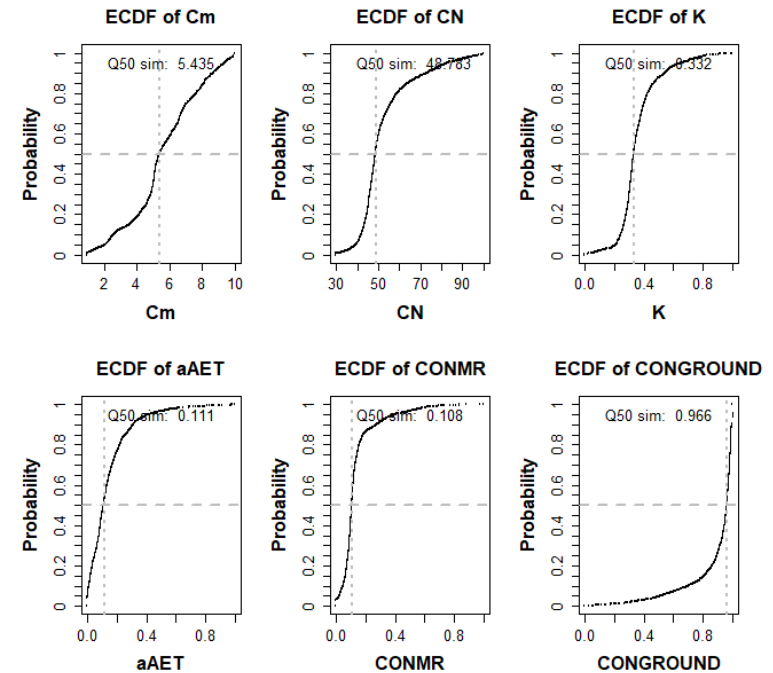 ECDF of Cm
Probability
0 0.2 0.4 0.6 0.8 1
Q50 sim: 5.435
2 4 6 8 10
Cm
ECDF of CN
Probability
0 0.2 0.4 0.6 0.8 1
Q50 sim: 48.783
30 50 70 90
CN
ECDF of K
Probability
0 0.2 0.4 0.6 0.8 1
Q50 sim: 0.332
0.0 0.4 0.8
K
ECDF of aAET
Probability
0 0.2 0.4 0.6 0.8 1
Q50 sim: 0.111
0.0 0.4 0.8
aAET
ECDF of CONMR
Probability
0 0.2 0.4 0.6 0.8 1
Q50 sim: 0.108
0.0 0.4 0.8
CONMR
ECDF of CONGROUND
Probability
0 0.2 0.4 0.6 0.8 1
Q50 sim: 0.966
0.0 0.4 0.8
CONGROUND